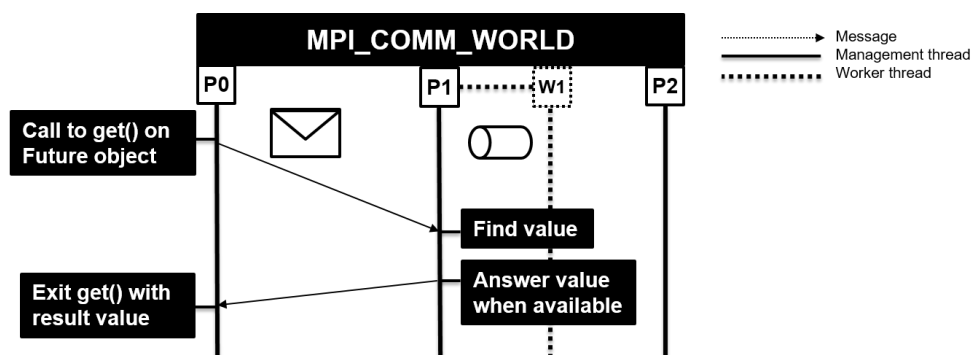 MPI_COMM_WORLD
Message
Management thread
Worker thread
P0
P1
W1
P2
Call to get() on
Future object
Find value
Answer value
when available
Exit get() with
result value